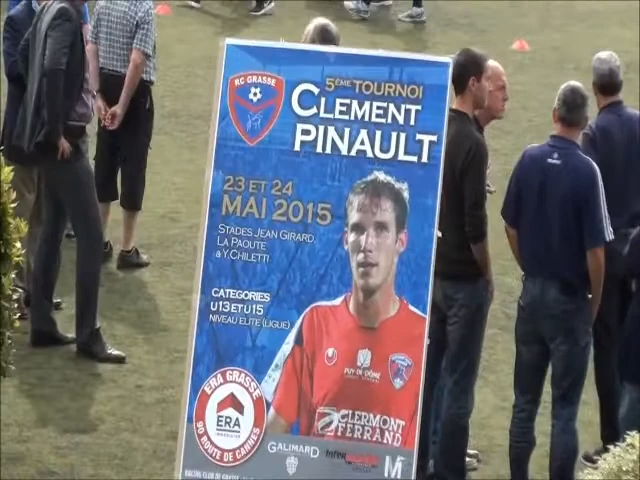 RC GRASSE
5ÈME TOURNOI
CLEMENT
PINAULT
23 ET 24
MAI 2015
STADES JEAN GIRARD,
LA PAOUTE
& Y.CHILETTI
CATEGORIES
U13 ET U15
NIVEAU ELITE (LIGUE)
PUY-DE-DÔME
CLERMONT
FERRAND
ERA GRASSE
ERA
IMMOBILIER
90 ROUTE DE CANNES
GALIMARD
M